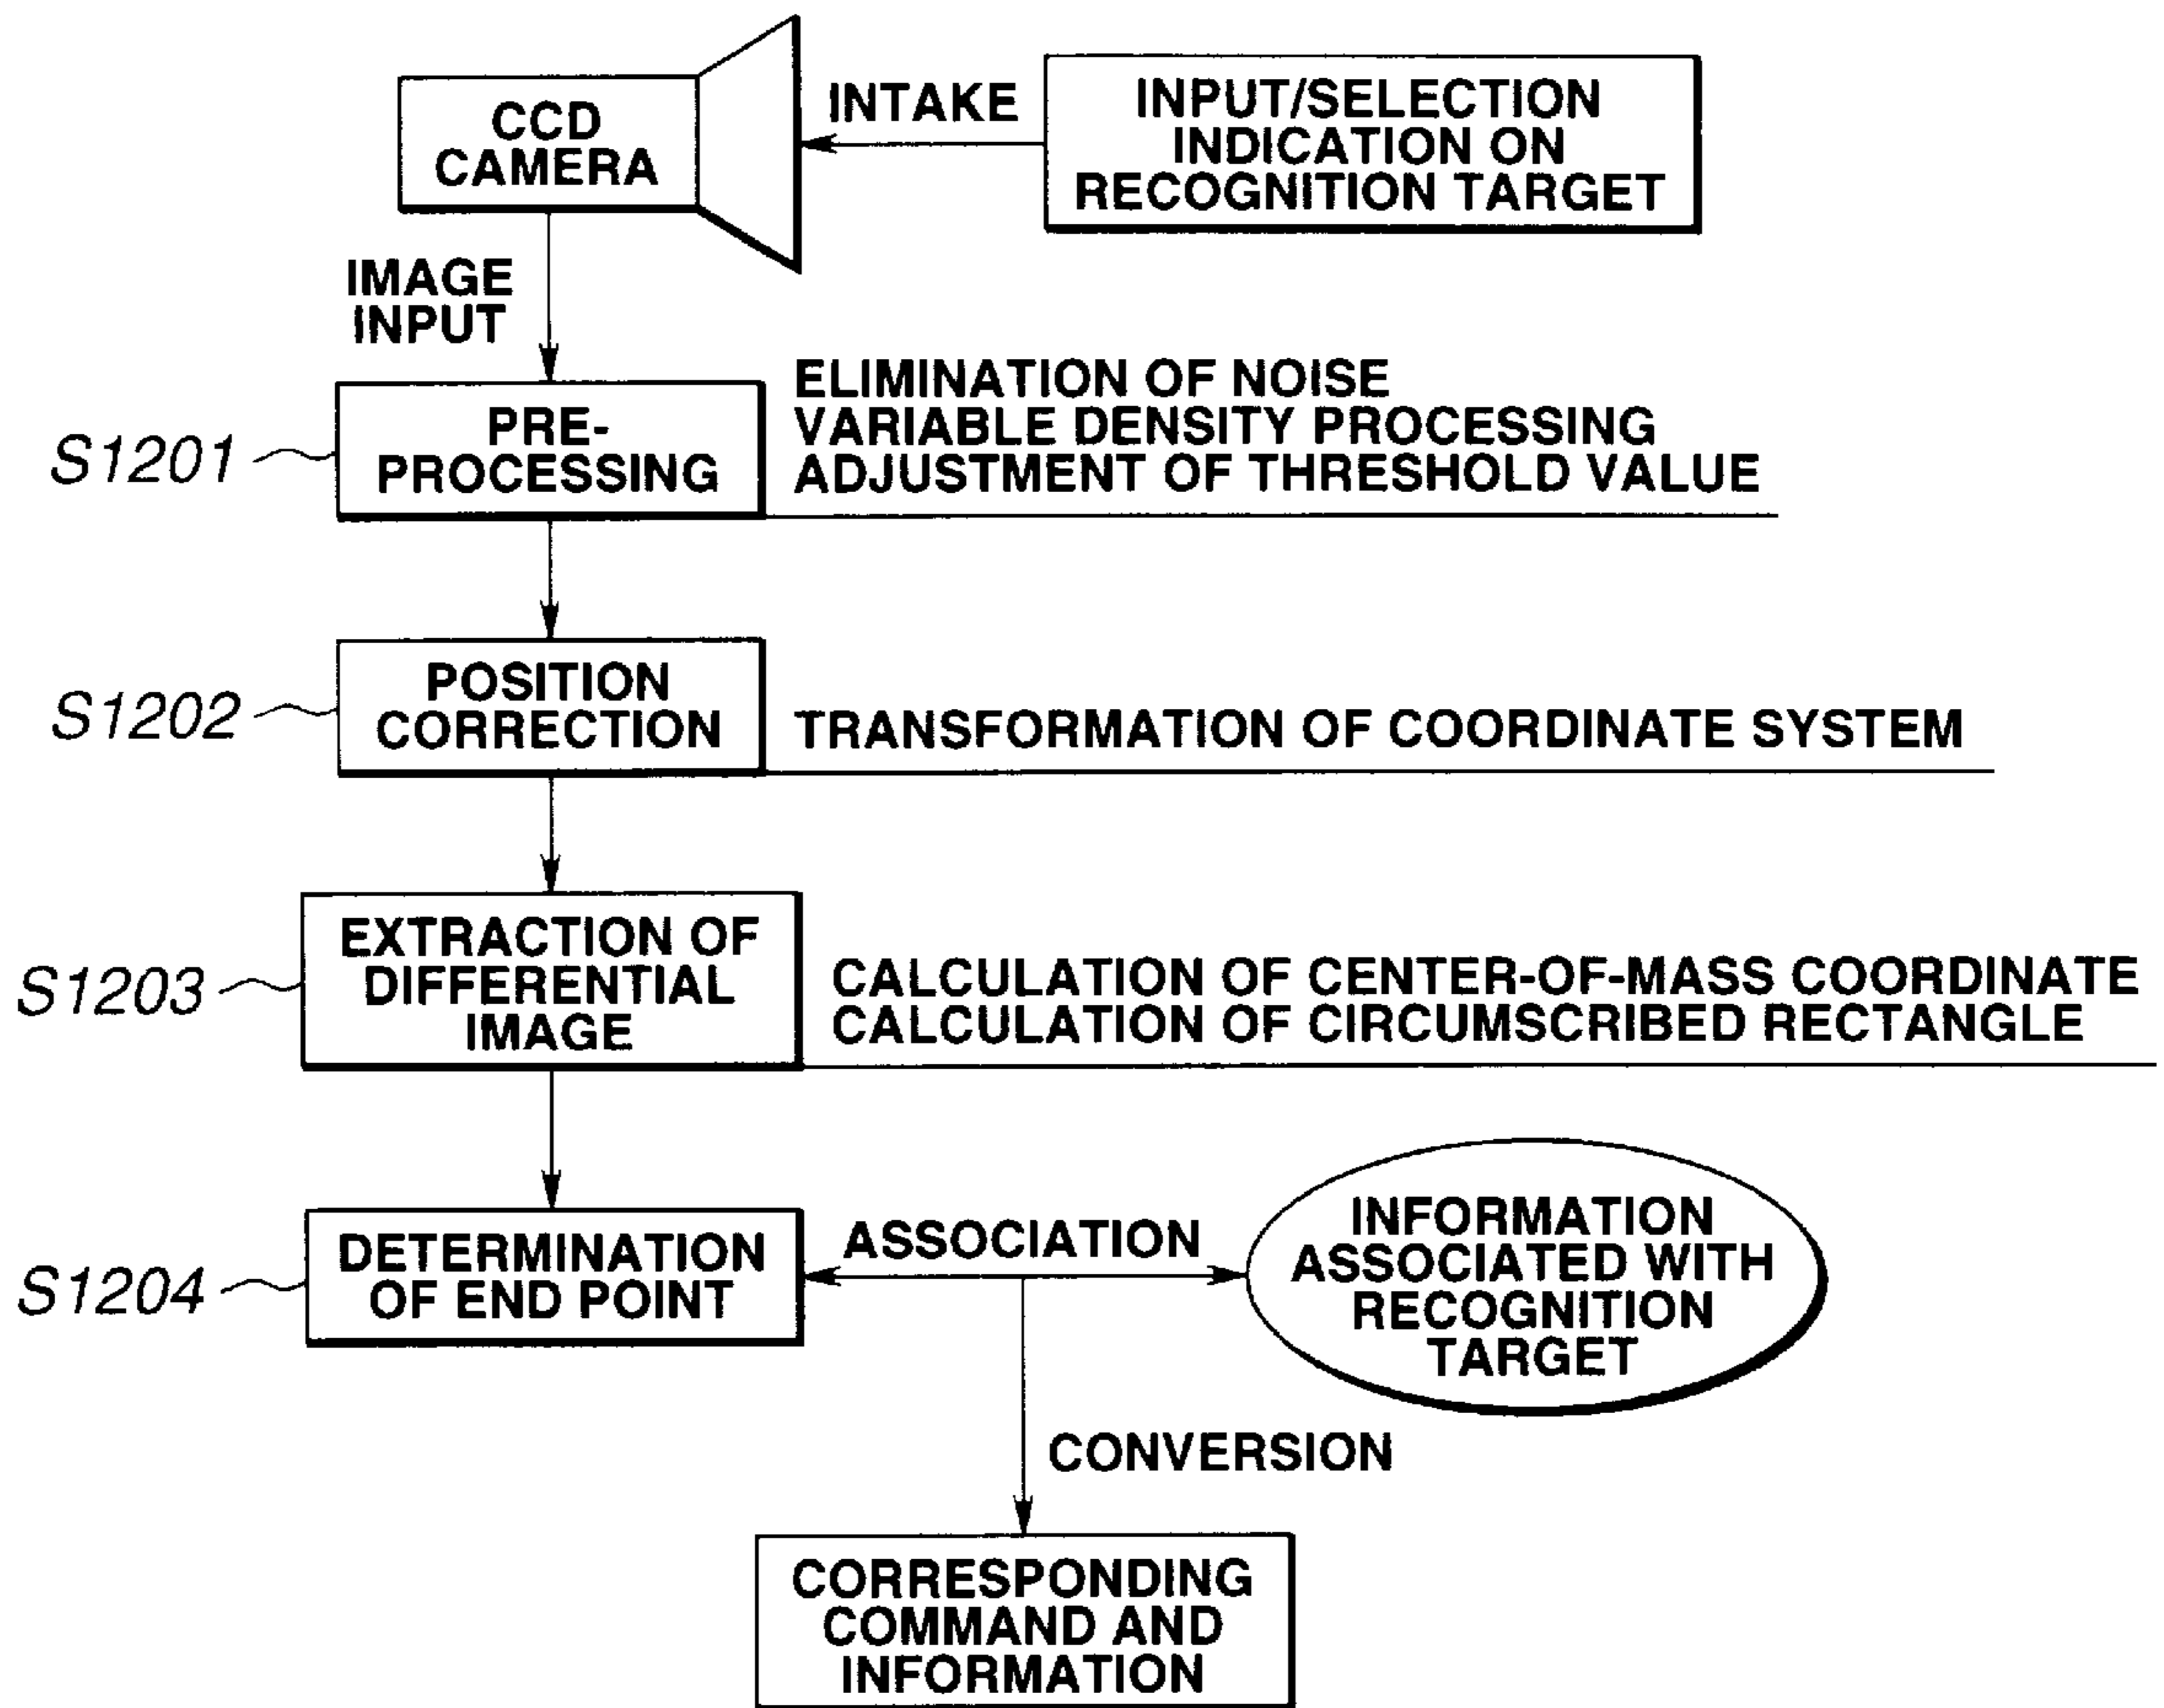 CCD
CAMERA
INTAKE
INPUT/SELECTION
INDICATION ON
RECOGNITION TARGET
IMAGE
INPUT
S1201
PRE-
PROCESSING
ELIMINATION OF NOISE
VARIABLE DENSITY PROCESSING
ADJUSTMENT OF THRESHOLD VALUE
S1202
POSITION
CORRECTION
TRANSFORMATION OF COORDINATE SYSTEM
S1203
EXTRACTION OF
DIFFERENTIAL
IMAGE
CALCULATION OF CENTER-OF-MASS COORDINATE
CALCULATION OF CIRCUMSCRIBED RECTANGLE
S1204
DETERMINATION
OF END POINT
ASSOCIATION
INFORMATION
ASSOCIATED WITH
RECOGNITION
TARGET
CONVERSION
CORRESPONDING
COMMAND AND
INFORMATION